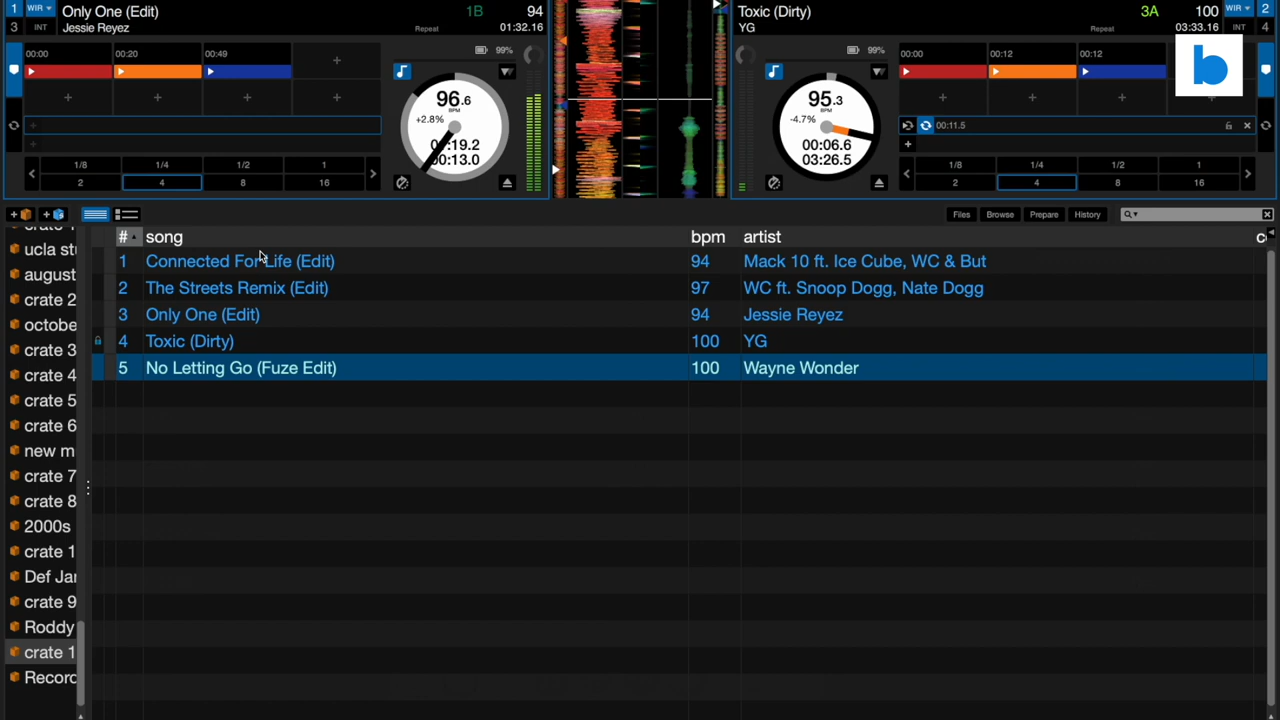 1 WIR Only One (Edit) 1B 94
3 INT Jessie Reyez Repeat 01:32.16
00:00 00:20 00:49
99%
96.6
BPM
+2.8%
00:13.0
1/8 1/4 1/2 1
2 4 8 16
Toxic (Dirty) 3A 100 WIR 2
YG Repeat 03:33.16 INT 4
99%
00:00 00:12 00:12
b
95.3
BPM
-4.7%
00:06.6
03:26.5
00:11.5
1/8 1/4 1/2 1
2 4 8 16
Files Browse Prepare History
# song bpm artist
1 Connected For Life (Edit) 94 Mack 10 ft. Ice Cube, WC & But
2 The Streets Remix (Edit) 97 WC ft. Snoop Dogg, Nate Dogg
3 Only One (Edit) 94 Jessie Reyez
4 Toxic (Dirty) 100 YG
5 No Letting Go (Fuze Edit) 100 Wayne Wonder
ucla stu
august
crate 2
octobe
crate 3
crate 4
crate 5
crate 6
new m
crate 7
crate 8
2000s
crate 1
Def Jar
crate 9
Roddy
crate 1
Record